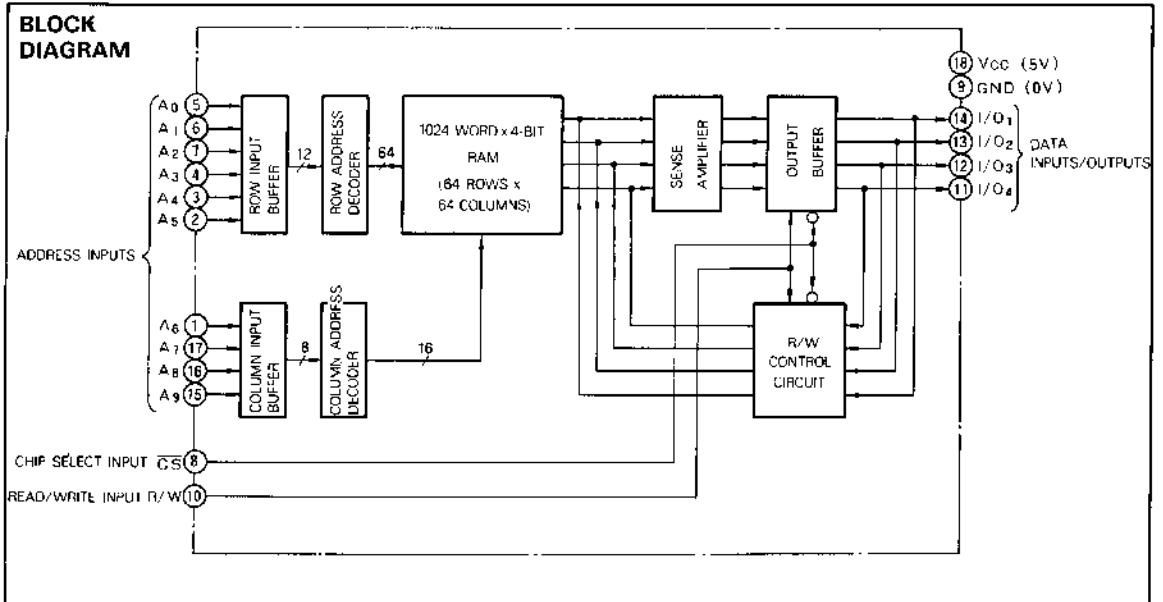 BLOCK
DIAGRAM
18 VCC (5V)
9 GND (0V)
A0 5
A1 6
A2 7
A3 4
A4 3
A5 2
ADDRESS INPUTS
A6 1
A7 17
A8 16
A9 15
ROW INPUT
BUFFER
12
ROW ADDRESS
DECODER
64
1024 WORD x 4-BIT
RAM
(64 ROWS x
64 COLUMNS)
SENSE
AMPLIFIER
OUTPUT
BUFFER
14 I/O1
13 I/O2
12 I/O3
11 I/O4
DATA
INPUTS/OUTPUTS
COLUMN INPUT
BUFFER
8
COLUMN ADDRESS
DECODER
16
R/W
CONTROL
CIRCUIT
CHIP SELECT INPUT C̅S̅ 8
READ/WRITE INPUT R/W 10